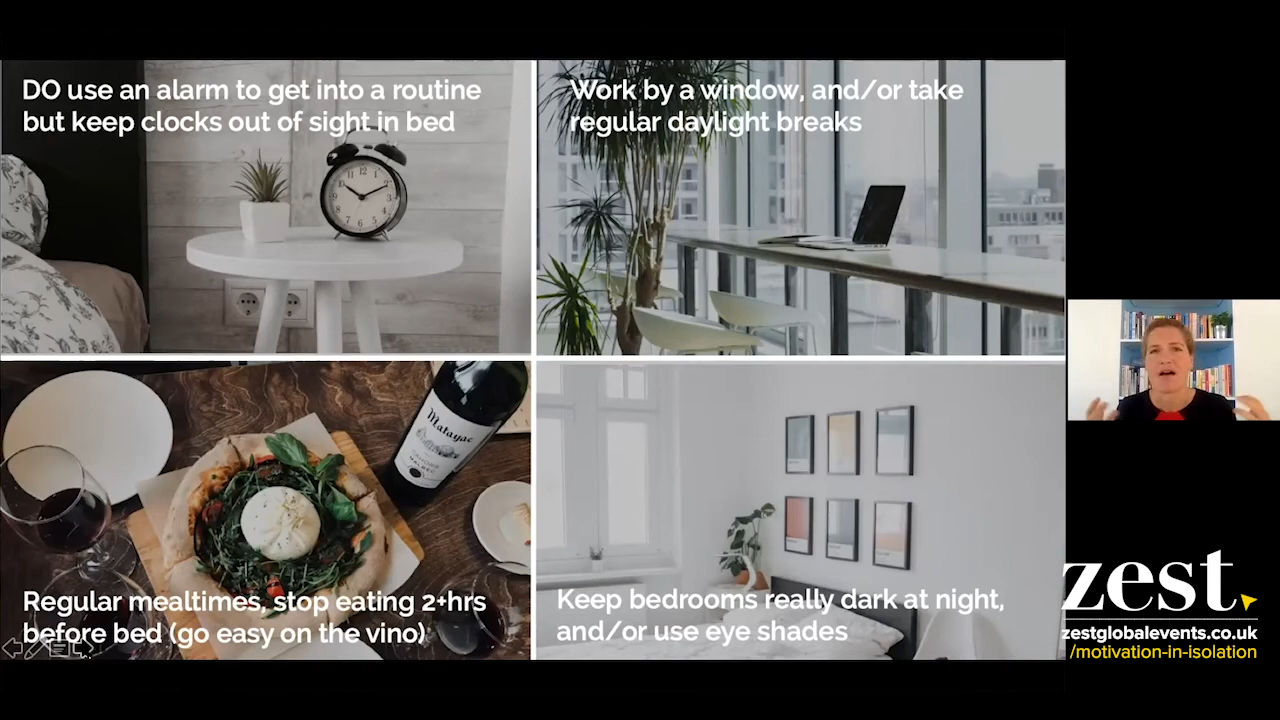 DO use an alarm to get into a routine
but keep clocks out of sight in bed
Work by a window, and/or take
regular daylight breaks
Matayac
MALBEC
Regular mealtimes, stop eating 2+hrs
before bed (go easy on the vino)
Keep bedrooms really dark at night,
and/or use eye shades
zest.
zestglobalevents.co.uk
/motivation-in-isolation